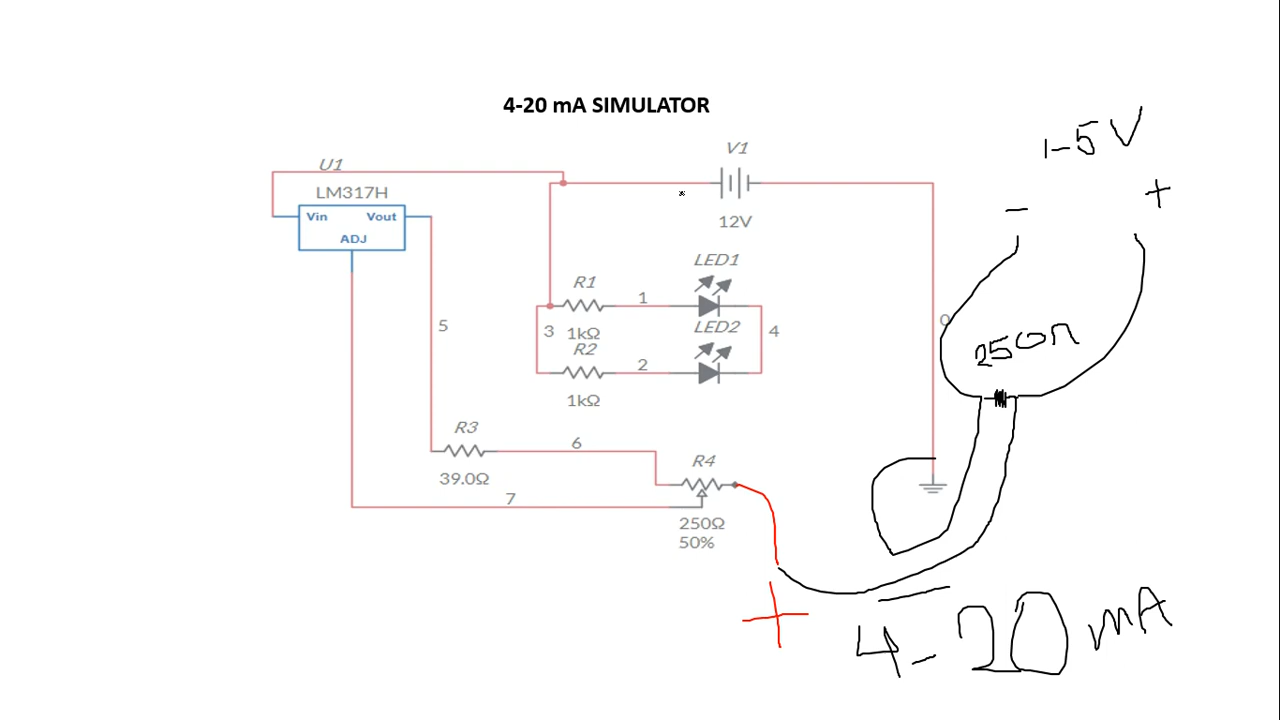 4-20 mA SIMULATOR
1-5V
- +
U1
LM317H
Vin Vout
ADJ
V1
12V
LED1
R1
1
3 1kΩ
LED2
4
R2
2
1kΩ
5
0
250Ω
R3
6
39.0Ω
R4
7
250Ω
50%
+
-
4-20 mA